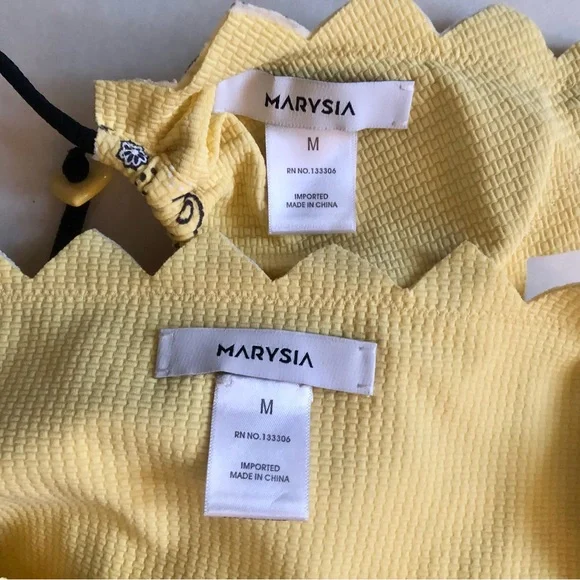 MARYSIA
M
RN NO.133306
IMPORTED
MADE IN CHINA
MARYSIA
M
RN NO.133306
IMPORTED
MADE IN CHINA